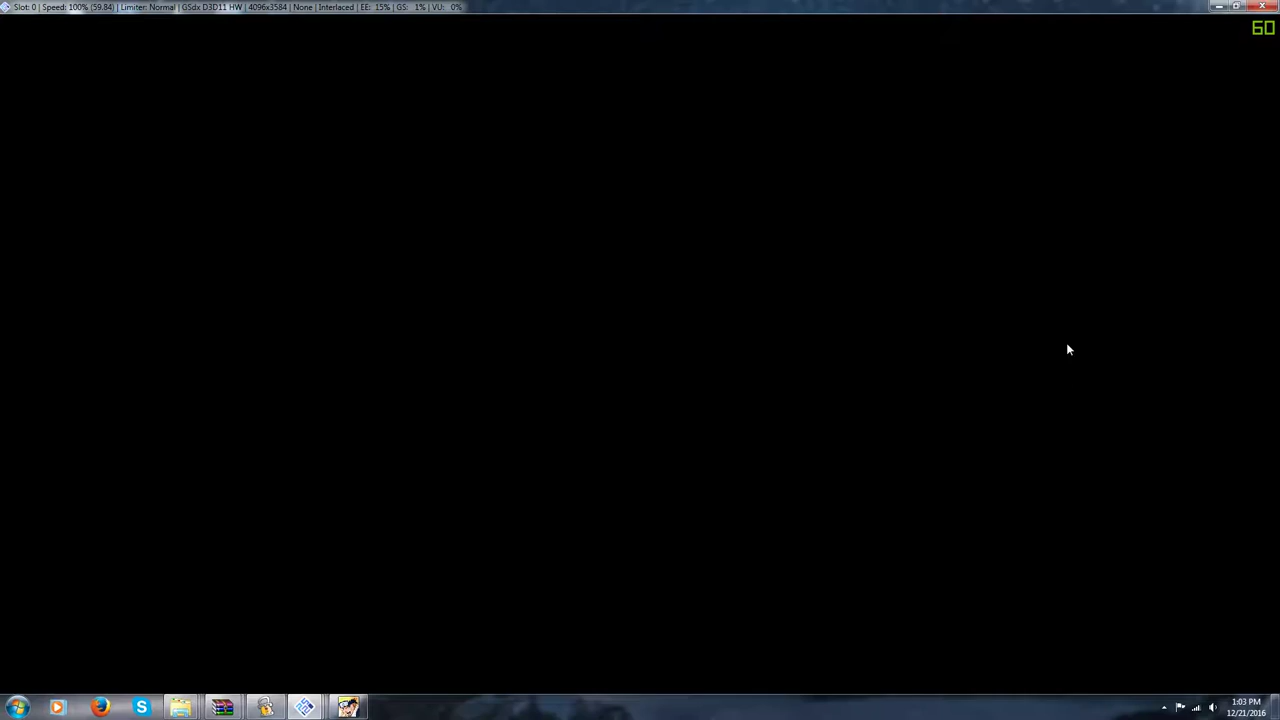 Slot: 0 | Speed: 100% (59.84) | Limiter: Normal | GSdx D3D11 HW | 4096x3584 | None | Interlaced | EE: 15% | GS: 1% | VU: 0%
60
1:03 PM
12/21/2016